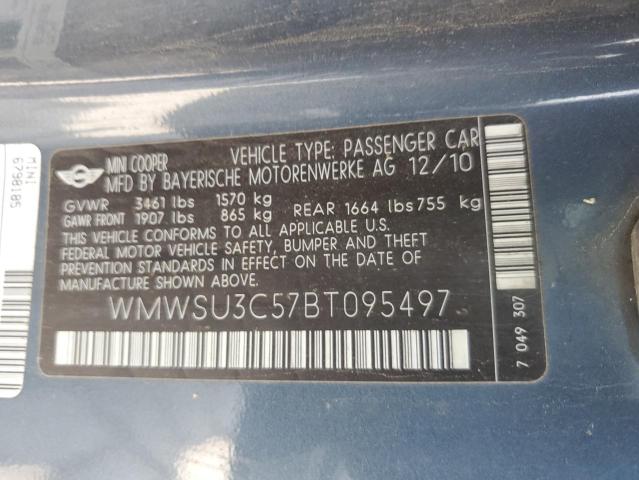 VEHICLE TYPE: PASSENGER CAR
MINI COOPER
MFD BY BAYERISCHE MOTORENWERKE AG 12/10
GVWR 3461 lbs 1570 kg
GAWR FRONT 1907 lbs 865 kg REAR 1664 lbs 755 kg
THIS VEHICLE CONFORMS TO ALL APPLICABLE U.S.
FEDERAL MOTOR VEHICLE SAFETY, BUMPER AND THEFT
PREVENTION STANDARDS IN EFFECT ON THE DATE OF
MANUFACTURE SHOWN ABOVE.
WMWSU3C57BT095497
7 049 307
MINI
6798185